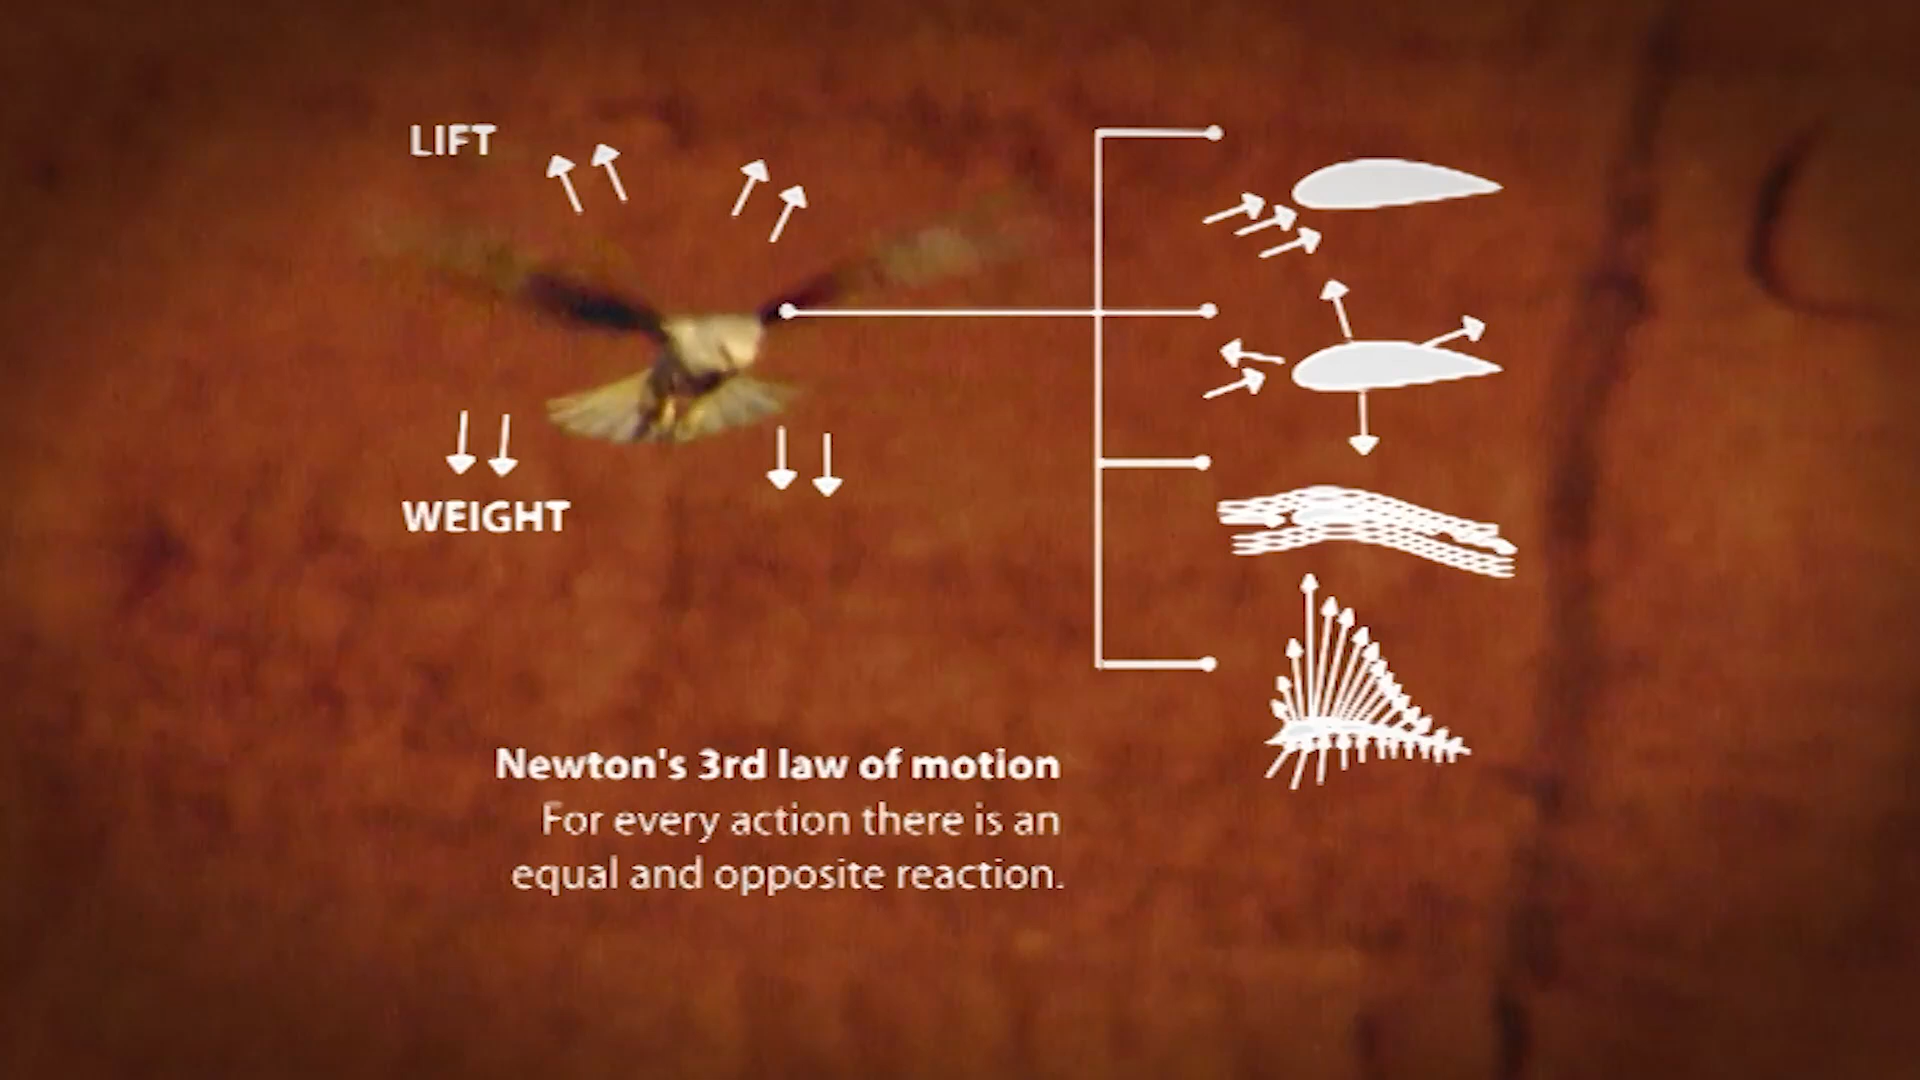 LIFT
WEIGHT
Newton's 3rd law of motion
For every action there is an
equal and opposite reaction.